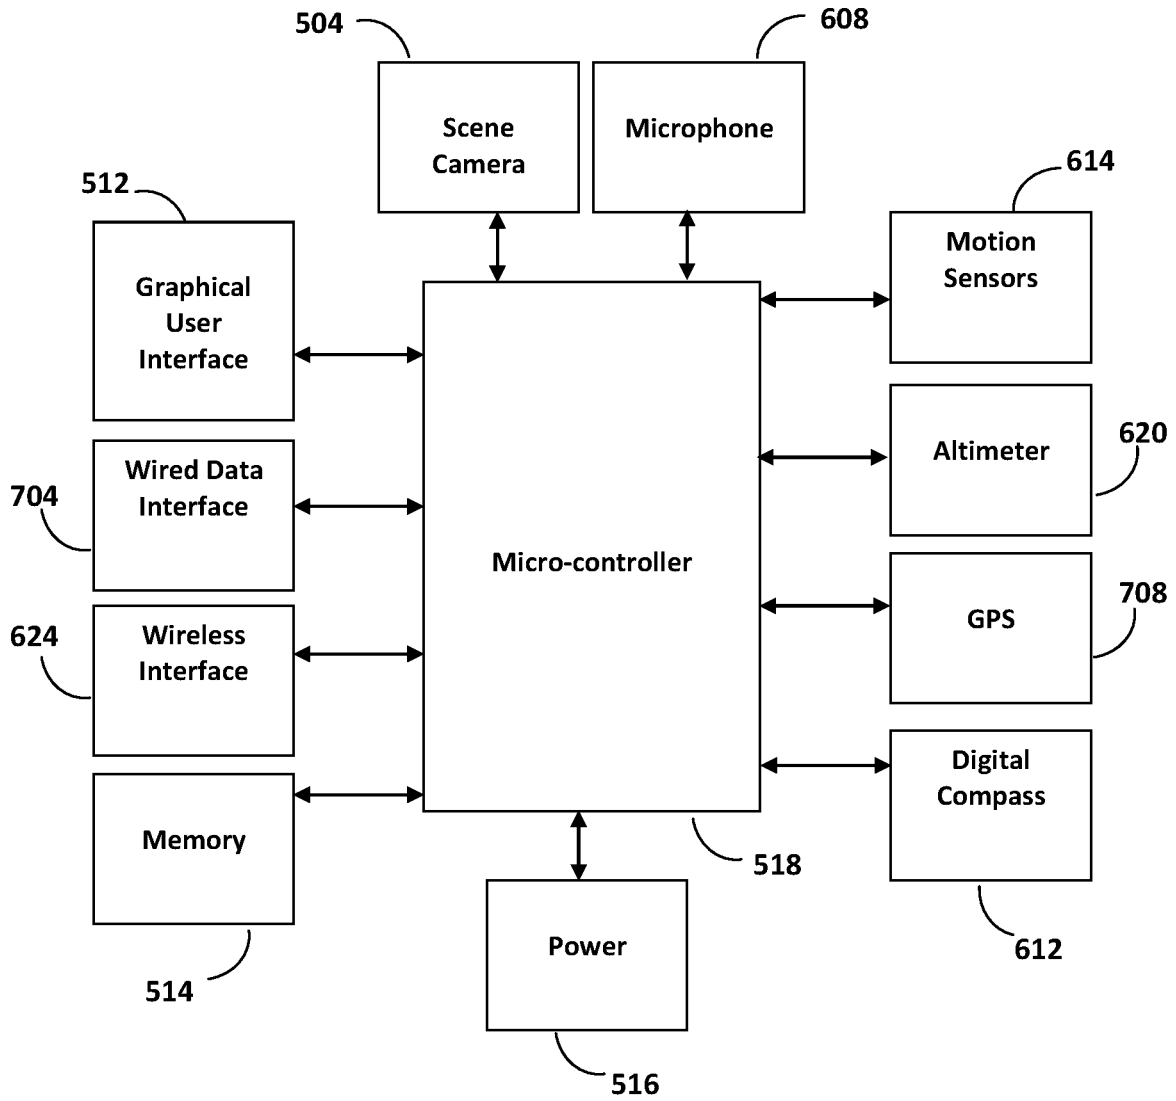 504
608
Scene
Camera
Microphone
512
614
Graphical
User
Interface
Motion
Sensors
Wired Data
Interface
704
Altimeter
620
Micro-controller
Wireless
Interface
624
GPS
708
Memory
514
Digital
Compass
612
518
Power
516